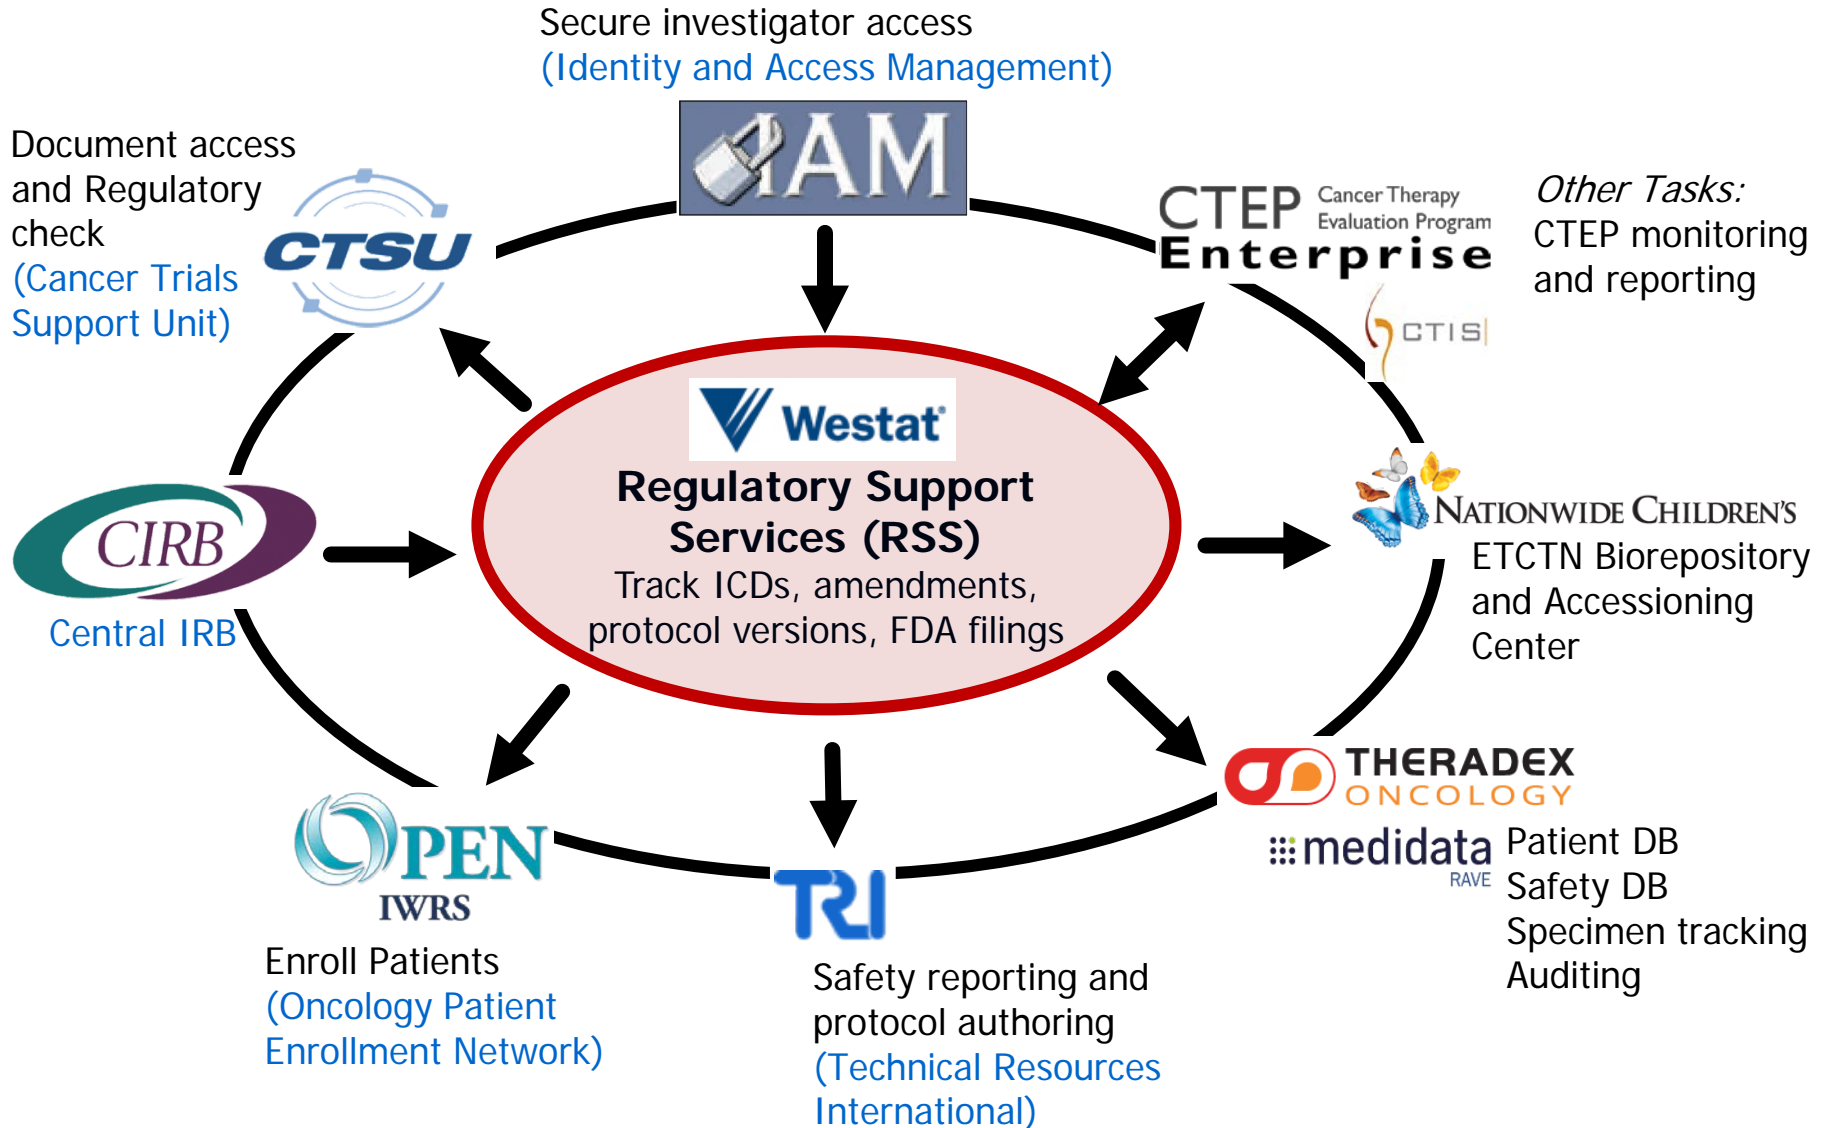 Secure investigator access
(Identity and Access Management)
IAM
Document access
and Regulatory
check
(Cancer Trials
Support Unit)
CTSU
CTEP Cancer Therapy
Evaluation Program
Enterprise
CTIS
Other Tasks:
CTEP monitoring
and reporting
Westat®
Regulatory Support
Services (RSS)
Track ICDs, amendments,
protocol versions, FDA filings
CIRB
Central IRB
NATIONWIDE CHILDREN'S
ETCTN Biorepository
and Accessioning
Center
THERADEX
ONCOLOGY
medidata
RAVE
Patient DB
Safety DB
Specimen tracking
Auditing
OPEN
IWRS
Enroll Patients
(Oncology Patient
Enrollment Network)
TRI
Safety reporting and
protocol authoring
(Technical Resources
International)